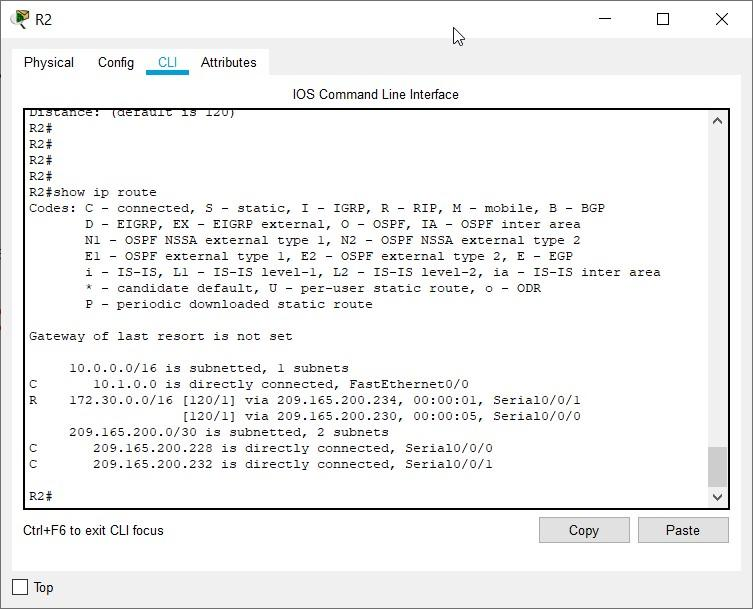 R2
Physical Config CLI Attributes
IOS Command Line Interface
Distance: (default is 120)
R2#
R2#
R2#
R2#
R2#show ip route
Codes: C - connected, S - static, I - IGRP, R - RIP, M - mobile, B - BGP
       D - EIGRP, EX - EIGRP external, O - OSPF, IA - OSPF inter area
       N1 - OSPF NSSA external type 1, N2 - OSPF NSSA external type 2
       E1 - OSPF external type 1, E2 - OSPF external type 2, E - EGP
       i - IS-IS, L1 - IS-IS level-1, L2 - IS-IS level-2, ia - IS-IS inter area
       * - candidate default, U - per-user static route, o - ODR
       P - periodic downloaded static route
Gateway of last resort is not set
     10.0.0.0/16 is subnetted, 1 subnets
C       10.1.0.0 is directly connected, FastEthernet0/0
R    172.30.0.0/16 [120/1] via 209.165.200.234, 00:00:01, Serial0/0/1
                   [120/1] via 209.165.200.230, 00:00:05, Serial0/0/0
     209.165.200.0/30 is subnetted, 2 subnets
C       209.165.200.228 is directly connected, Serial0/0/0
C       209.165.200.232 is directly connected, Serial0/0/1
R2#
Ctrl+F6 to exit CLI focus
Copy Paste
Top